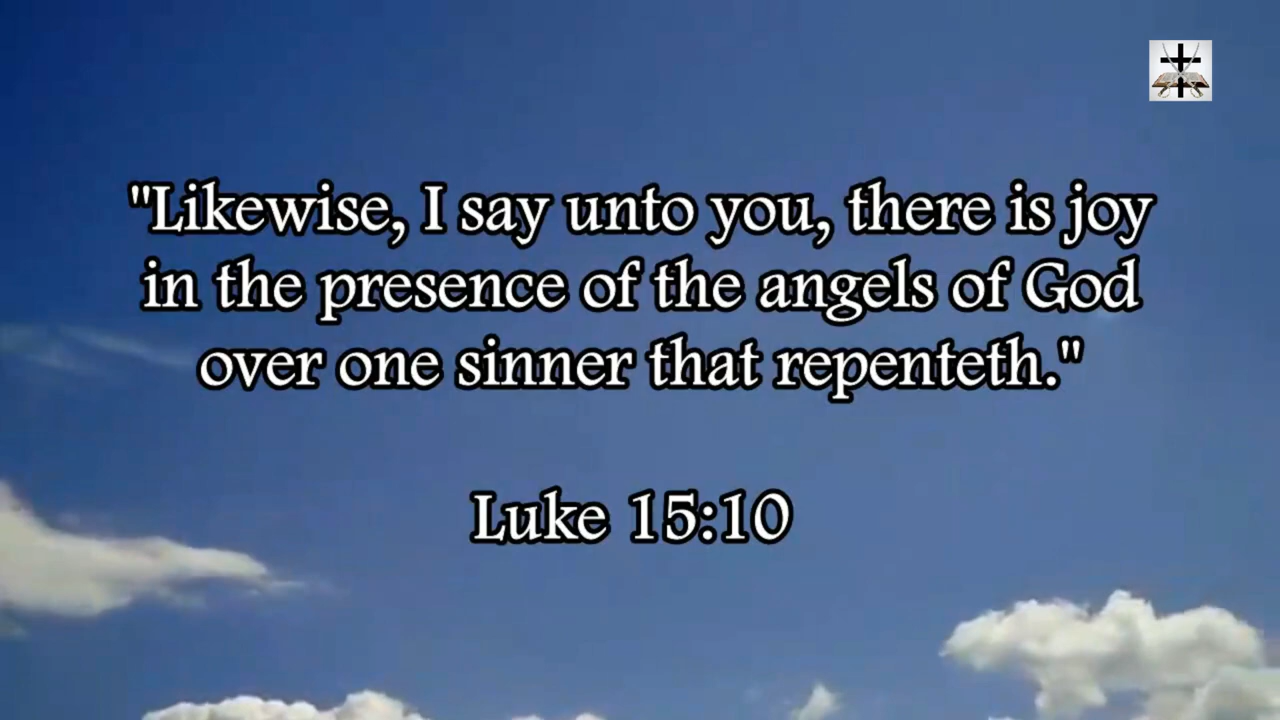 "Likewise, I say unto you, there is joy
in the presence of the angels of God
over one sinner that repenteth."
Luke 15:10